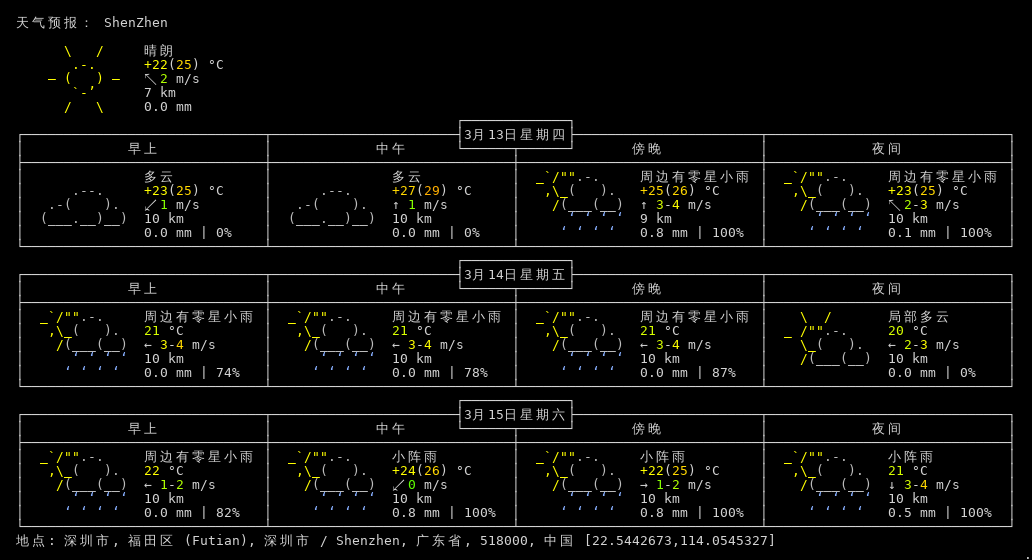 天气预报： ShenZhen
晴朗
+22(25) °C
↖2 m/s
7 km
0.0 mm
3月13日星期四
早上 中午 傍晚 夜间
多云 多云 周边有零星小雨 周边有零星小雨
+23(25) °C +27(29) °C +25(26) °C +23(25) °C
↙1 m/s ↑ 1 m/s ↑ 3-4 m/s ↖2-3 m/s
10 km 10 km 9 km 10 km
0.0 mm | 0% 0.0 mm | 0% 0.8 mm | 100% 0.1 mm | 100%
3月14日星期五
早上 中午 傍晚 夜间
周边有零星小雨 周边有零星小雨 周边有零星小雨 局部多云
21 °C 21 °C 21 °C 20 °C
← 3-4 m/s ← 3-4 m/s ← 3-4 m/s ← 2-3 m/s
10 km 10 km 10 km 10 km
0.0 mm | 74% 0.0 mm | 78% 0.0 mm | 87% 0.0 mm | 0%
3月15日星期六
早上 中午 傍晚 夜间
周边有零星小雨 小阵雨 小阵雨 小阵雨
22 °C +24(26) °C +22(25) °C 21 °C
← 1-2 m/s ↙0 m/s → 1-2 m/s ↓ 3-4 m/s
10 km 10 km 10 km 10 km
0.0 mm | 82% 0.8 mm | 100% 0.8 mm | 100% 0.5 mm | 100%
地点: 深圳市, 福田区 (Futian), 深圳市 / Shenzhen, 广东省, 518000, 中国 [22.5442673,114.0545327]